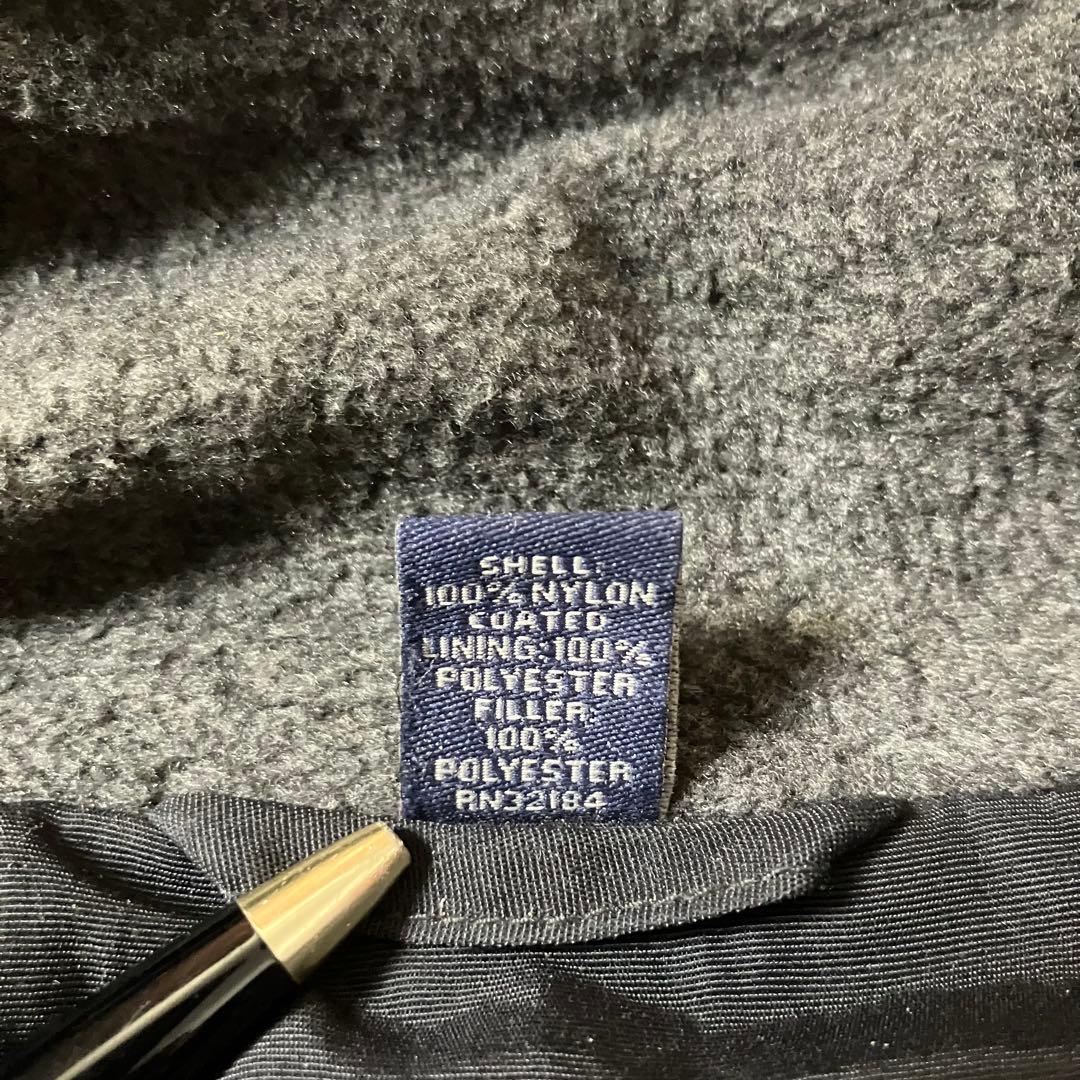 SHELL:
100% NYLON
COATED
LINING: 100%
POLYESTER
FILLER:
100%
POLYESTER
RN32184